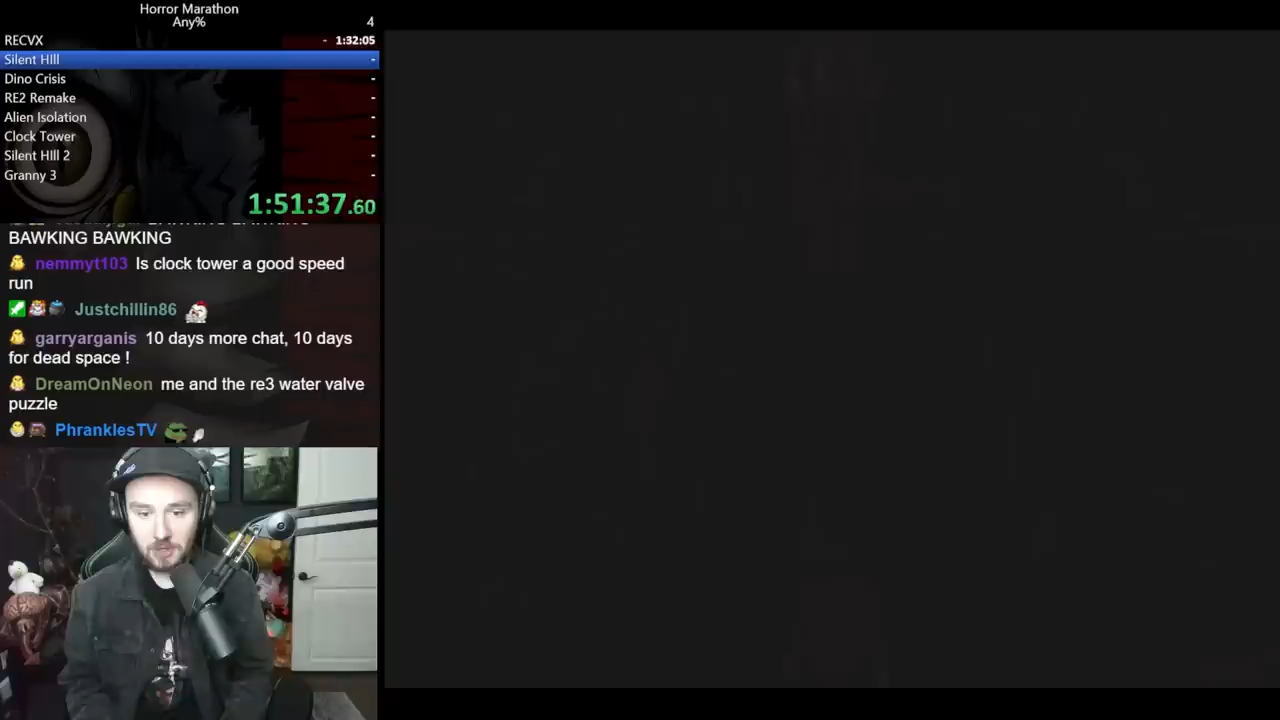 Horror Marathon
Any%
4
RECVX - 1:32:05
Silent HIll -
Dino Crisis -
RE2 Remake -
Alien Isolation -
Clock Tower -
Silent HIll 2 -
Granny 3 -
1:51:37.60
BAWKING BAWKING
nemmyt103 Is clock tower a good speed
run
Justchillin86
garryarganis 10 days more chat, 10 days
for dead space !
DreamOnNeon me and the re3 water valve
puzzle
PhranklesTV